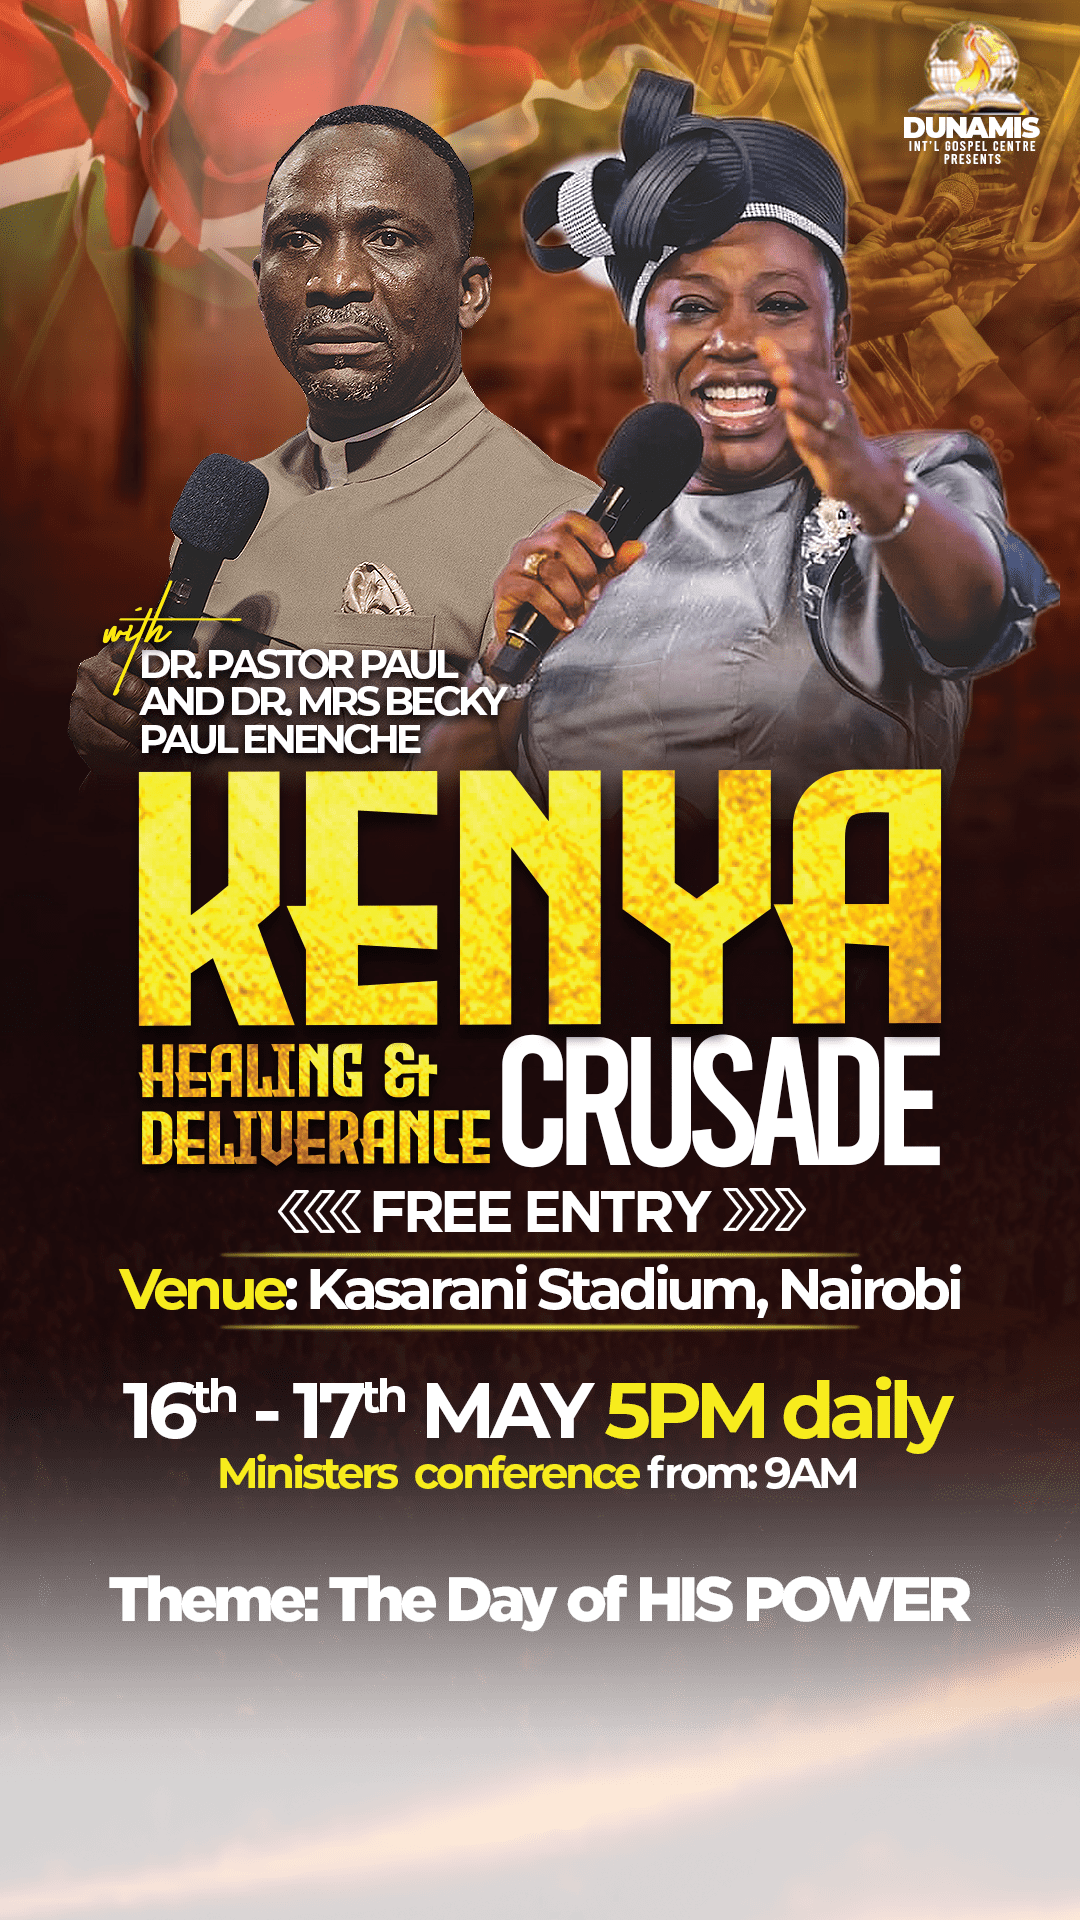 DUNAMIS
INT'L GOSPEL CENTRE
PRESENTS
with
DR. PASTOR PAUL
AND DR. MRS BECKY
PAUL ENENCHE
KENYA
HEALING &
DELIVERANCE
CRUSADE
FREE ENTRY
Venue: Kasarani Stadium, Nairobi
16th - 17th MAY 5PM daily
Ministers conference from: 9AM
Theme: The Day of HIS POWER